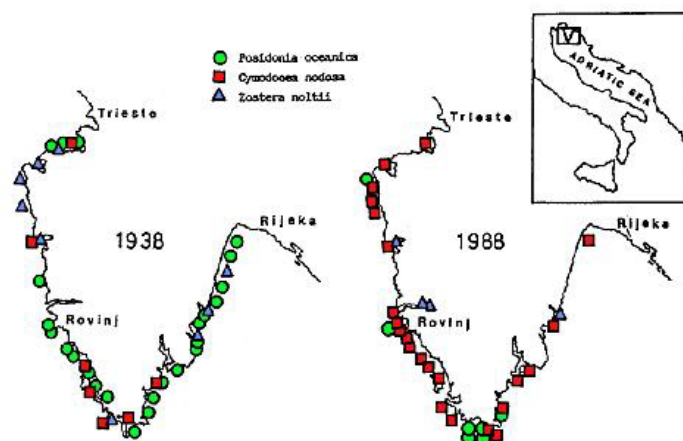 Posidonia oceanica
Cymodocea nodosa
Zostera noltii
Trieste
Rijeka
1938
Rovinj
V
ADRIATIC SEA
Trieste
Rijeka
1988
Rovinj